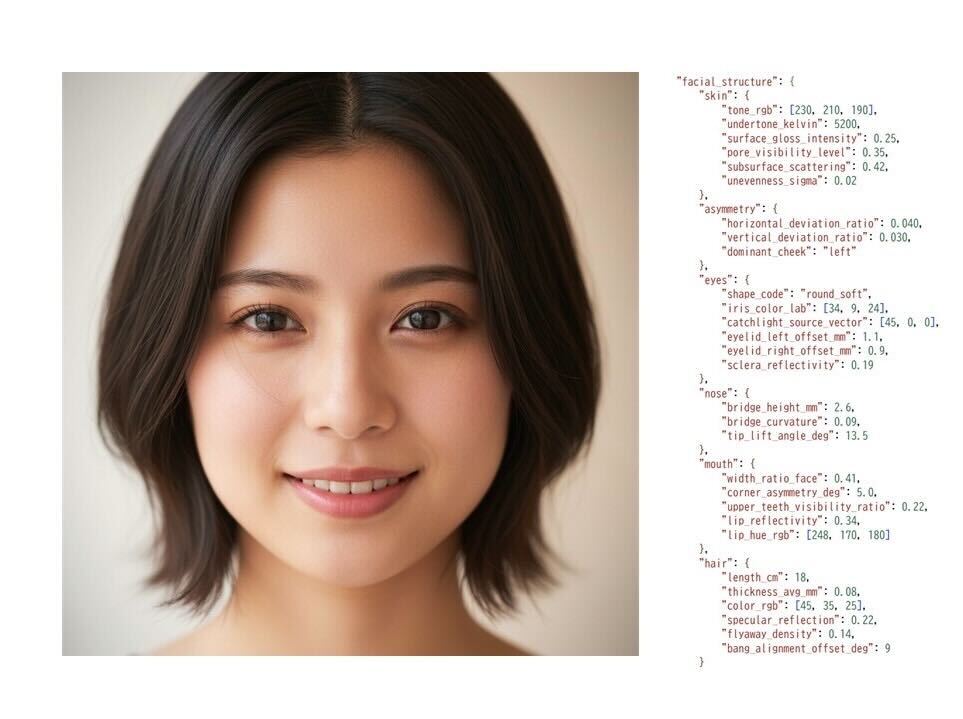 "facial_structure": {
"skin": {
"tone_rgb": [230, 210, 190],
"undertone_kelvin": 5200,
"surface_gloss_intensity": 0.25,
"pore_visibility_level": 0.35,
"subsurface_scattering": 0.42,
"unevenness_sigma": 0.02
},
"asymmetry": {
"horizontal_deviation_ratio": 0.040,
"vertical_deviation_ratio": 0.030,
"dominant_cheek": "left"
},
"eyes": {
"shape_code": "round_soft",
"iris_color_lab": [34, 9, 24],
"catchlight_source_vector": [45, 0, 0],
"eyelid_left_offset_mm": 1.1,
"eyelid_right_offset_mm": 0.9,
"sclera_reflectivity": 0.19
},
"nose": {
"bridge_height_mm": 2.6,
"bridge_curvature": 0.09,
"tip_lift_angle_deg": 13.5
},
"mouth": {
"width_ratio_face": 0.41,
"corner_asymmetry_deg": 5.0,
"upper_teeth_visibility_ratio": 0.22,
"lip_reflectivity": 0.34,
"lip_hue_rgb": [248, 170, 180]
},
"hair": {
"length_cm": 18,
"thickness_avg_mm": 0.08,
"color_rgb": [45, 35, 25],
"specular_reflection": 0.22,
"flyaway_density": 0.14,
"bang_alignment_offset_deg": 9
}